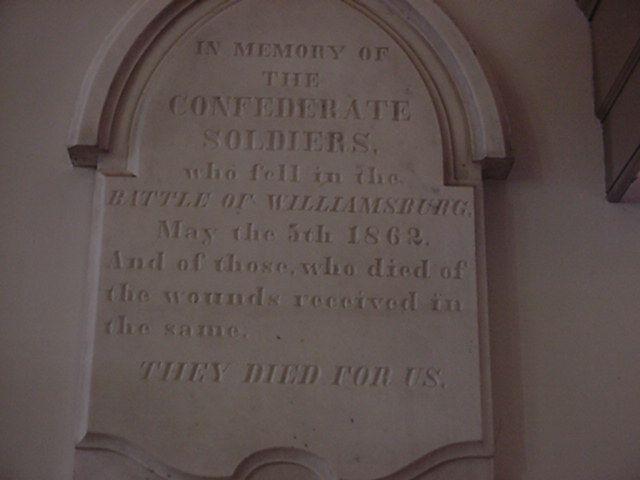 IN MEMORY OF
THE
CONFEDERATE
SOLDIERS,
who fell in the
BATTLE OF WILLIAMSBURG,
May the 5th 1862.
And of those, who died of
the wounds received in
the same.
THEY DIED FOR US.